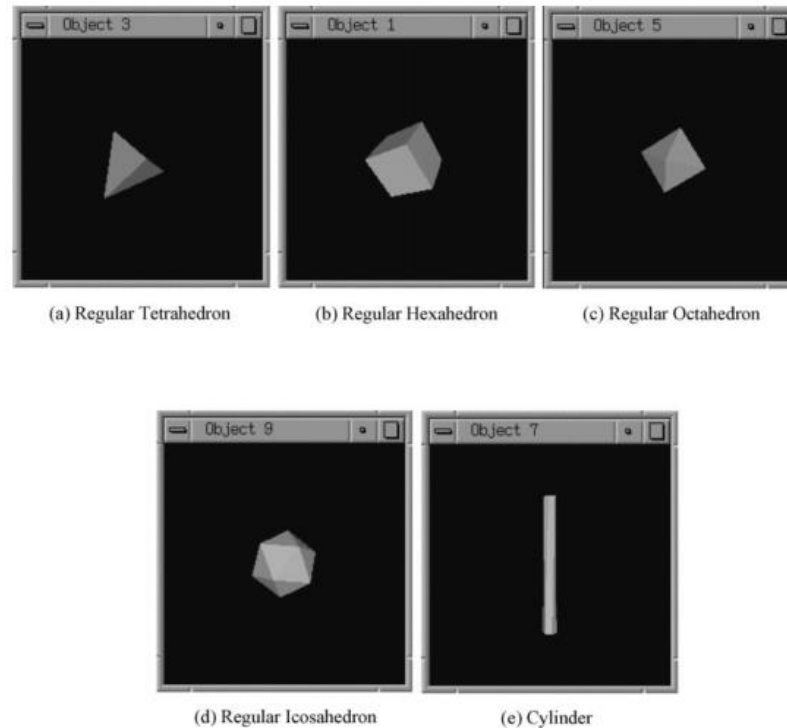 Object 3
Object 1
Object 5
(a) Regular Tetrahedron
(b) Regular Hexahedron
(c) Regular Octahedron
Object 9
Object 7
(d) Regular Icosahedron
(e) Cylinder